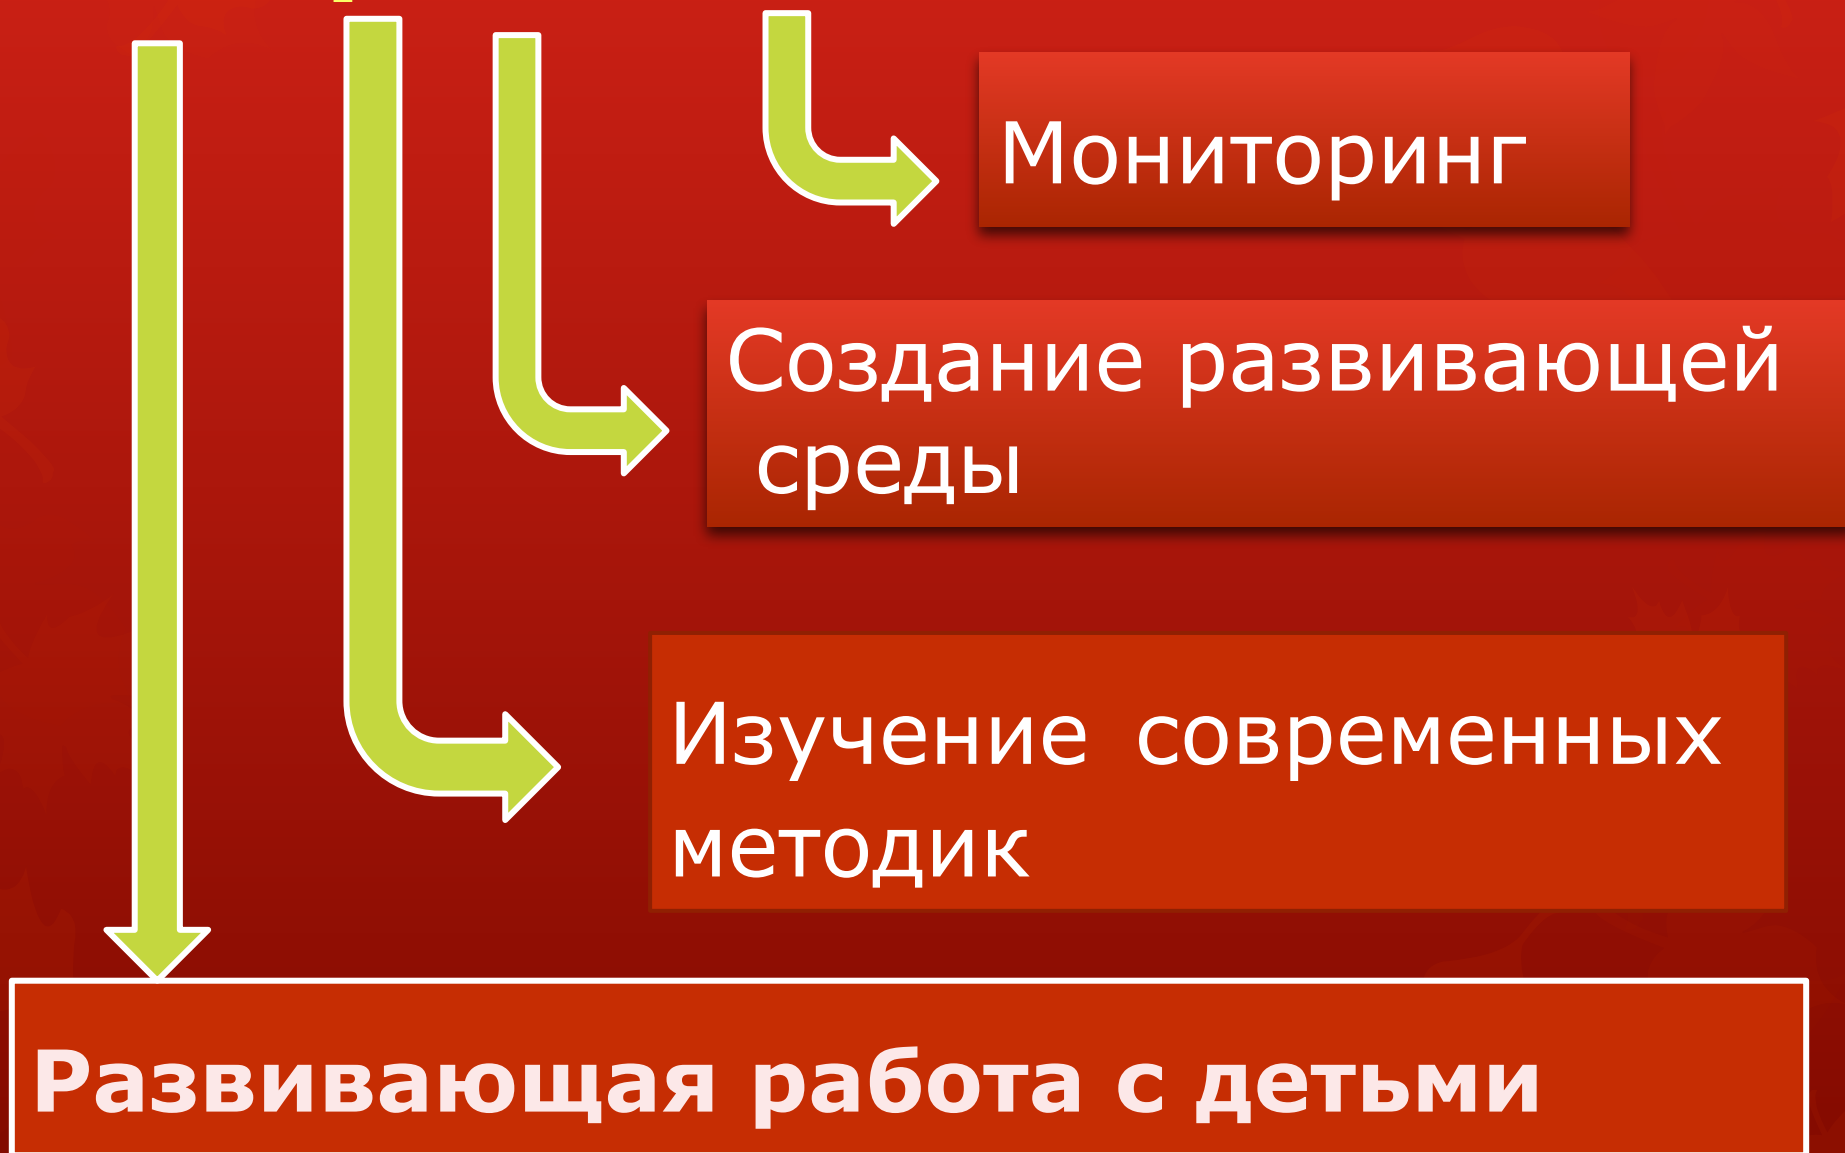 Мониторинг
Создание развивающей
среды
Изучение современных
методик
Развивающая работа с детьми